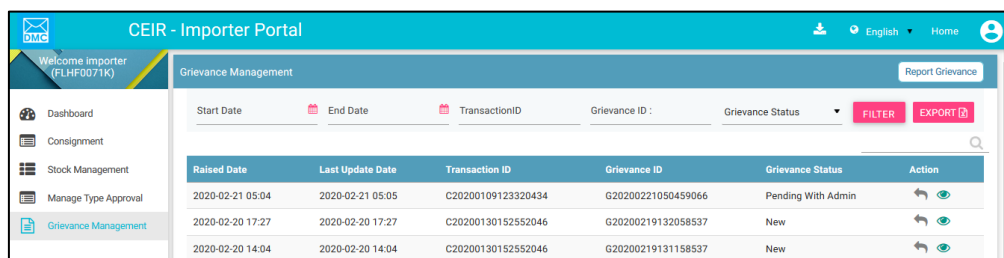 DMC
CEIR - Importer Portal
English
Home
Welcome importer
(FLHF0071K)
Grievance Management
Report Grievance
Dashboard
Consignment
Stock Management
Manage Type Approval
Grievance Management
Start Date
End Date
TransactionID
Grievance ID :
Grievance Status
FILTER
EXPORT
Raised Date Last Update Date Transaction ID Grievance ID Grievance Status Action
2020-02-21 05:04 2020-02-21 05:05 C20200109123320434 G20200221050459066 Pending With Admin
2020-02-20 17:27 2020-02-20 17:27 C20200130152552046 G20200219132058537 New
2020-02-20 14:04 2020-02-20 14:04 C20200130152552046 G20200219131158537 New